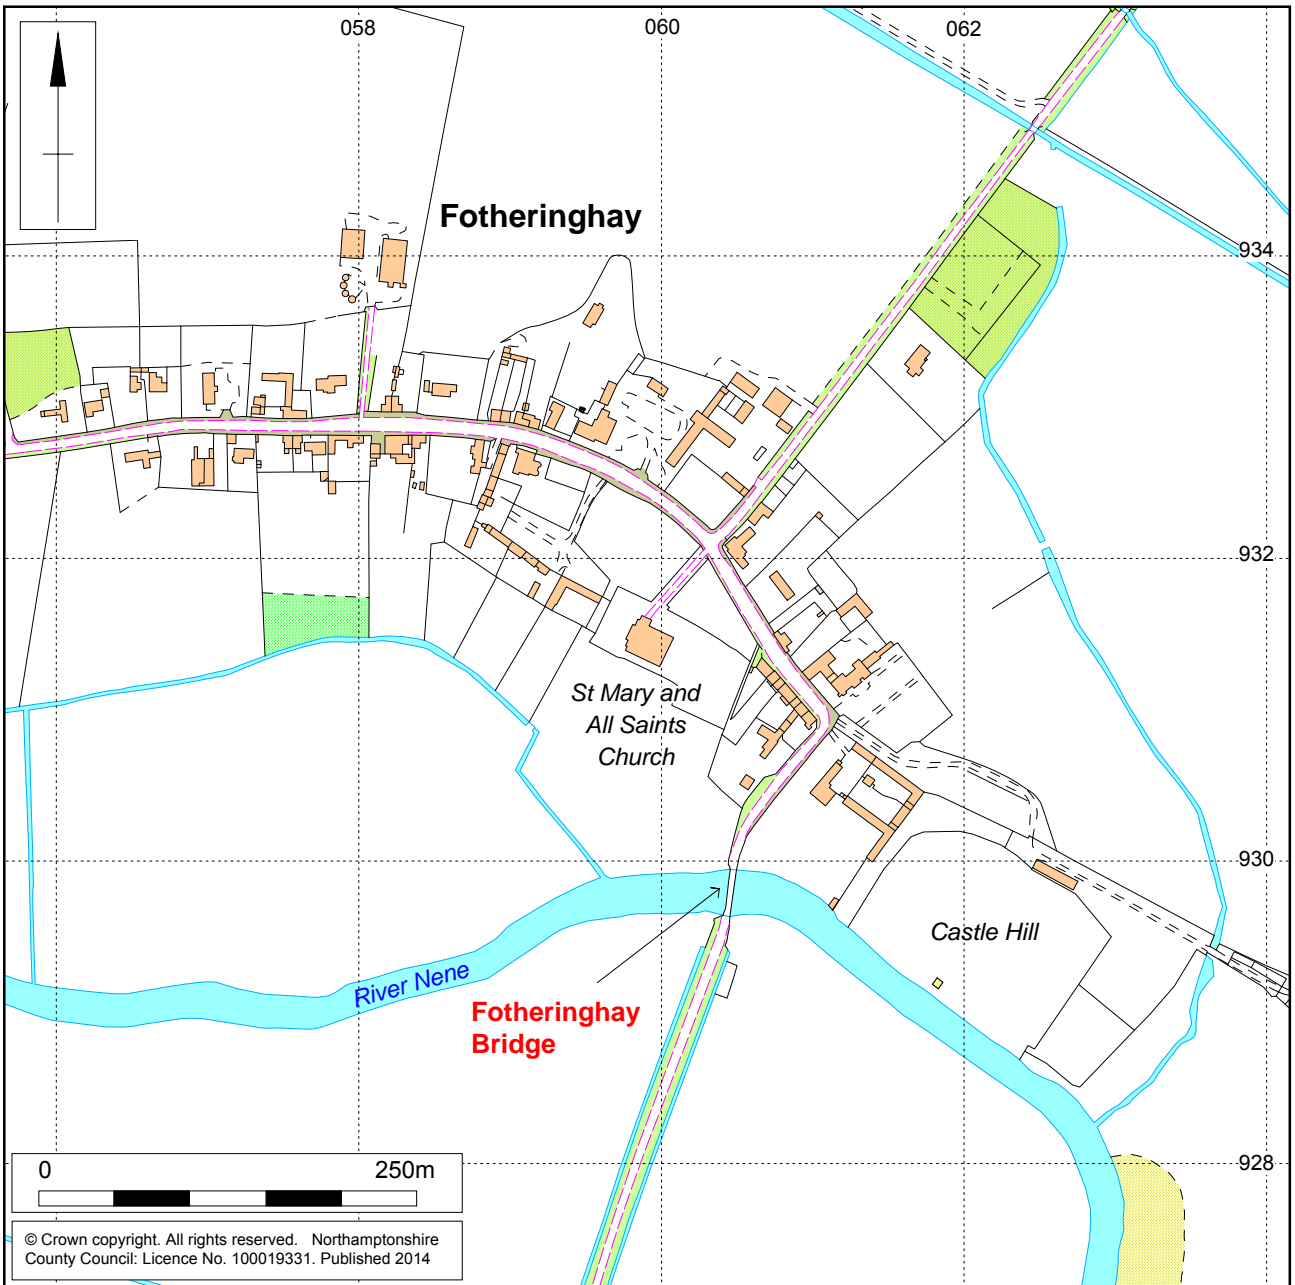 058
060
062
Fotheringhay
934
932
St Mary and
All Saints
Church
930
Castle Hill
River Nene
Fotheringhay
Bridge
928
0 250m
© Crown copyright. All rights reserved. Northamptonshire
County Council: Licence No. 100019331. Published 2014